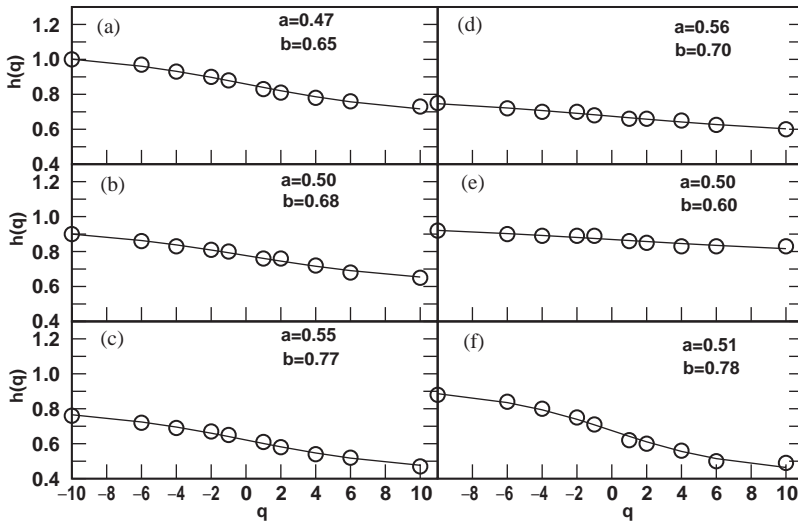 1.2
1.0
0.8
0.6
0.4
h(q)
(a)
a=0.47
b=0.65
(d)
a=0.56
b=0.70
1.2
1.0
0.8
0.6
0.4
h(q)
(b)
a=0.50
b=0.68
(e)
a=0.50
b=0.60
1.2
1.0
0.8
0.6
0.4
h(q)
(c)
a=0.55
b=0.77
(f)
a=0.51
b=0.78
−10 −8 −6 −4 −2 0 2 4 6 8 10
q
−8 −6 −4 −2 0 2 4 6 8 10
q